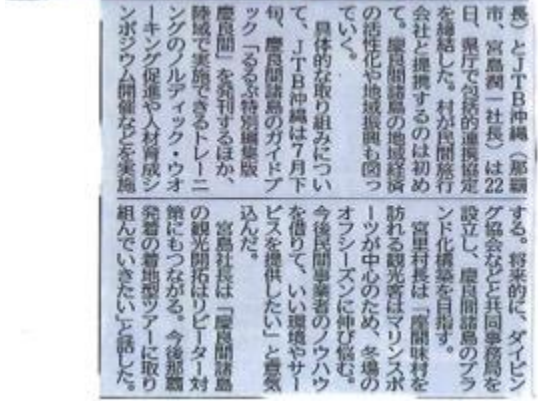 長）とＪＴＢ沖縄（那覇
市、宮島潤一社長）は22
日、県庁で包括的連携協定
を締結した。村が民間旅行
会社と提携するのは初め
て。慶良間諸島の地域経済
の活性化や地域振興も図っ
ていく。
具体的な取り組みについ
て、ＪＴＢ沖縄は７月下
旬、慶良間諸島のガイドブ
ック「るるぶ特別編集版
慶良間」を発刊するほか、
陸域で実施できるトレーニ
ングのノルディック・ウオ
ーキング促進や人材育成シ
ンポジウム開催などを実施
する。将来的に、ダイビン
グ協会などと共同事務局を
設立し、慶良間諸島のブラ
ンド化構築を目指す。
宮里村長は「座間味村を
訪れる観光客はマリンスポ
ーツが中心のため、冬場の
オフシーズンに伸び悩む。
今後民間事業者のノウハウ
を借りて、いい環境やサー
ビスを提供したい」と意気
込んだ。
宮島社長は「慶良間諸島
の観光開拓はリピーター対
策にもつながる。今後那覇
発着の着地型ツアーに取り
組んでいきたい」と話した。